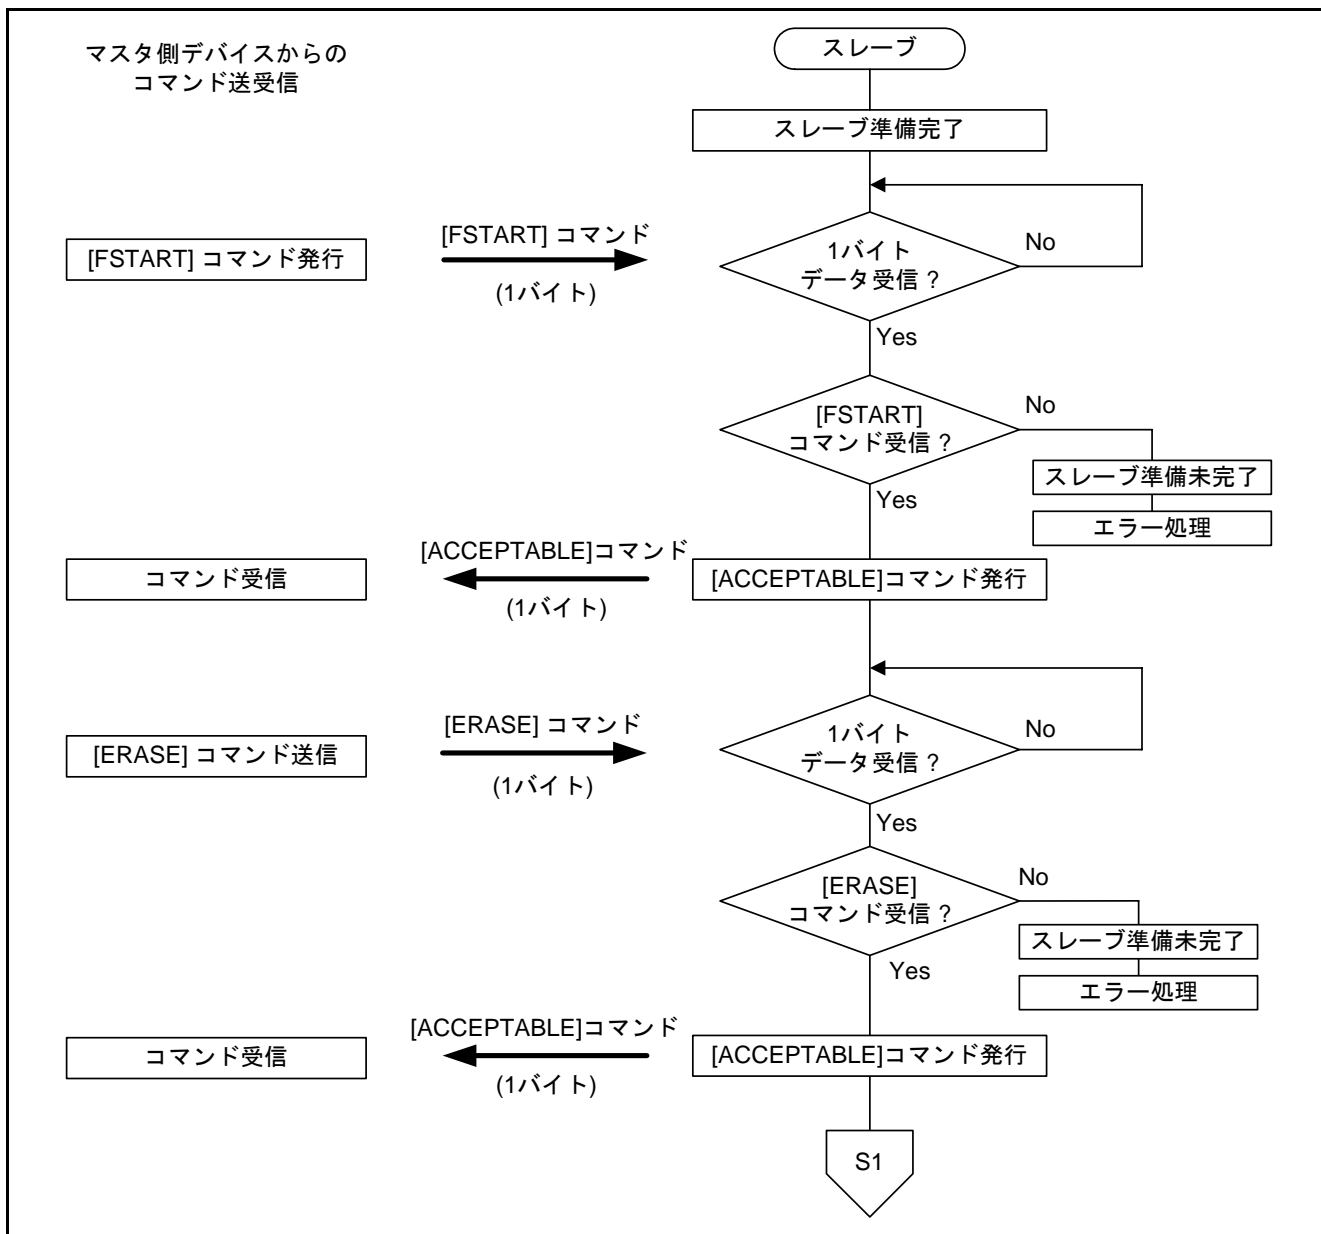 マスタ側デバイスからの
コマンド送受信
スレーブ
スレーブ準備完了
[FSTART] コマンド発行
[FSTART] コマンド
(1バイト)
1バイト
データ受信？
No
Yes
[FSTART]
コマンド受信？
No
スレーブ準備未完了
エラー処理
Yes
コマンド受信
[ACCEPTABLE]コマンド
(1バイト)
[ACCEPTABLE]コマンド発行
[ERASE] コマンド送信
[ERASE] コマンド
(1バイト)
1バイト
データ受信？
No
Yes
[ERASE]
コマンド受信？
No
スレーブ準備未完了
エラー処理
Yes
コマンド受信
[ACCEPTABLE]コマンド
(1バイト)
[ACCEPTABLE]コマンド発行
S1